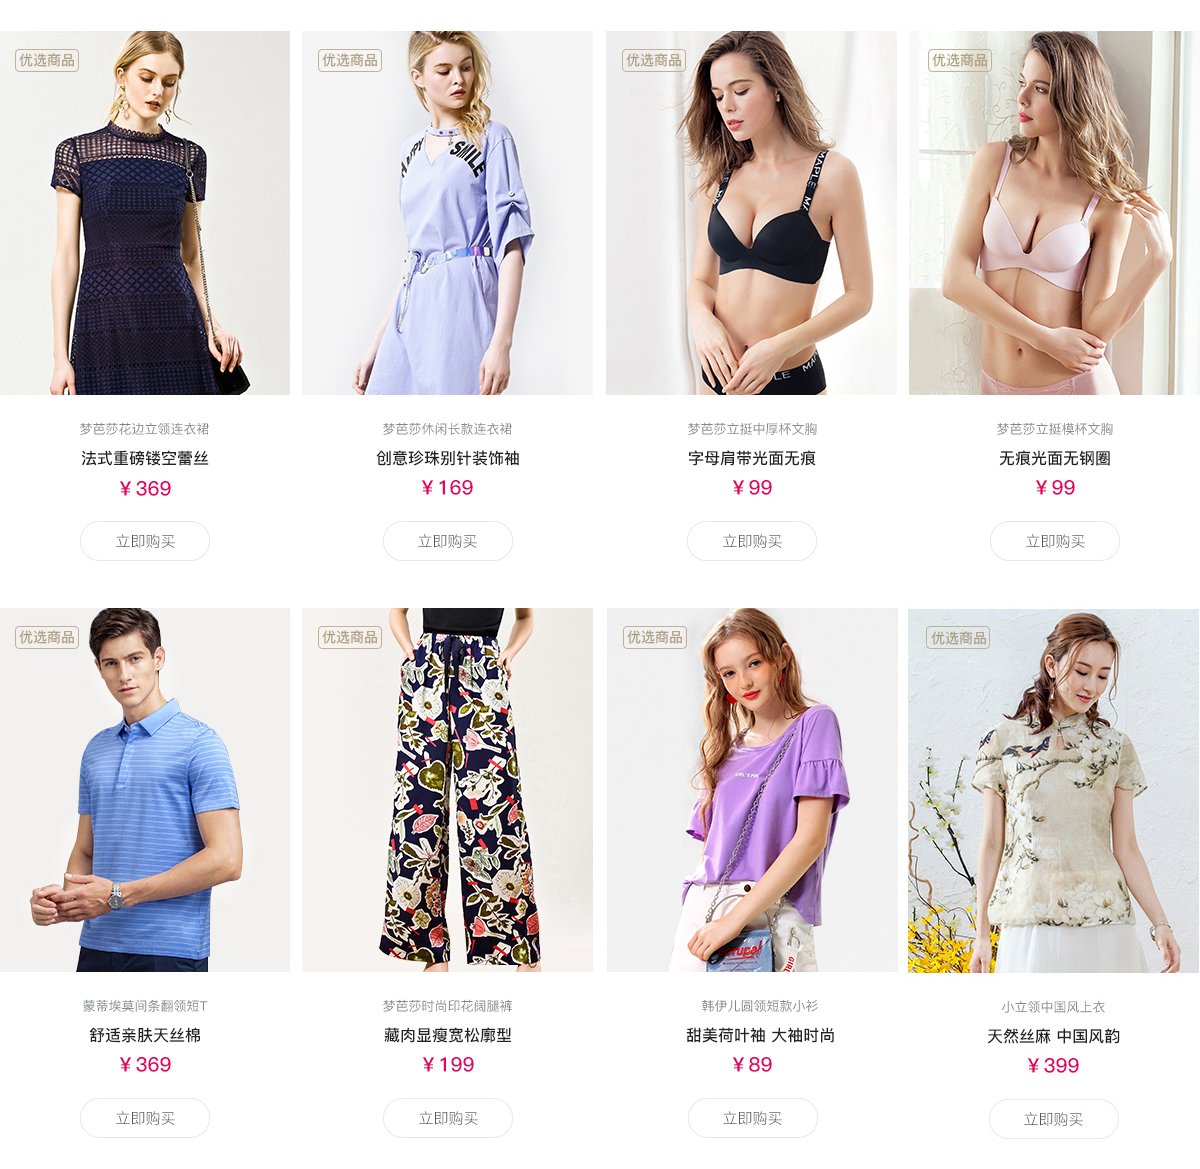 优选商品
优选商品
优选商品
优选商品
HAPPY SMILE
MAPLE MA
LE MA
梦芭莎花边立领连衣裙
梦芭莎休闲长款连衣裙
梦芭莎立挺中厚杯文胸
梦芭莎立挺模杯文胸
法式重磅镂空蕾丝
创意珍珠别针装饰袖
字母肩带光面无痕
无痕光面无钢圈
¥369
¥169
¥99
¥99
立即购买
立即购买
立即购买
立即购买
优选商品
优选商品
优选商品
优选商品
蒙蒂埃莫间条翻领短T
梦芭莎时尚印花阔腿裤
韩伊儿圆领短款小衫
小立领中国风上衣
舒适亲肤天丝棉
藏肉显瘦宽松廓型
甜美荷叶袖 大袖时尚
天然丝麻 中国风韵
¥369
¥199
¥89
¥399
立即购买
立即购买
立即购买
立即购买